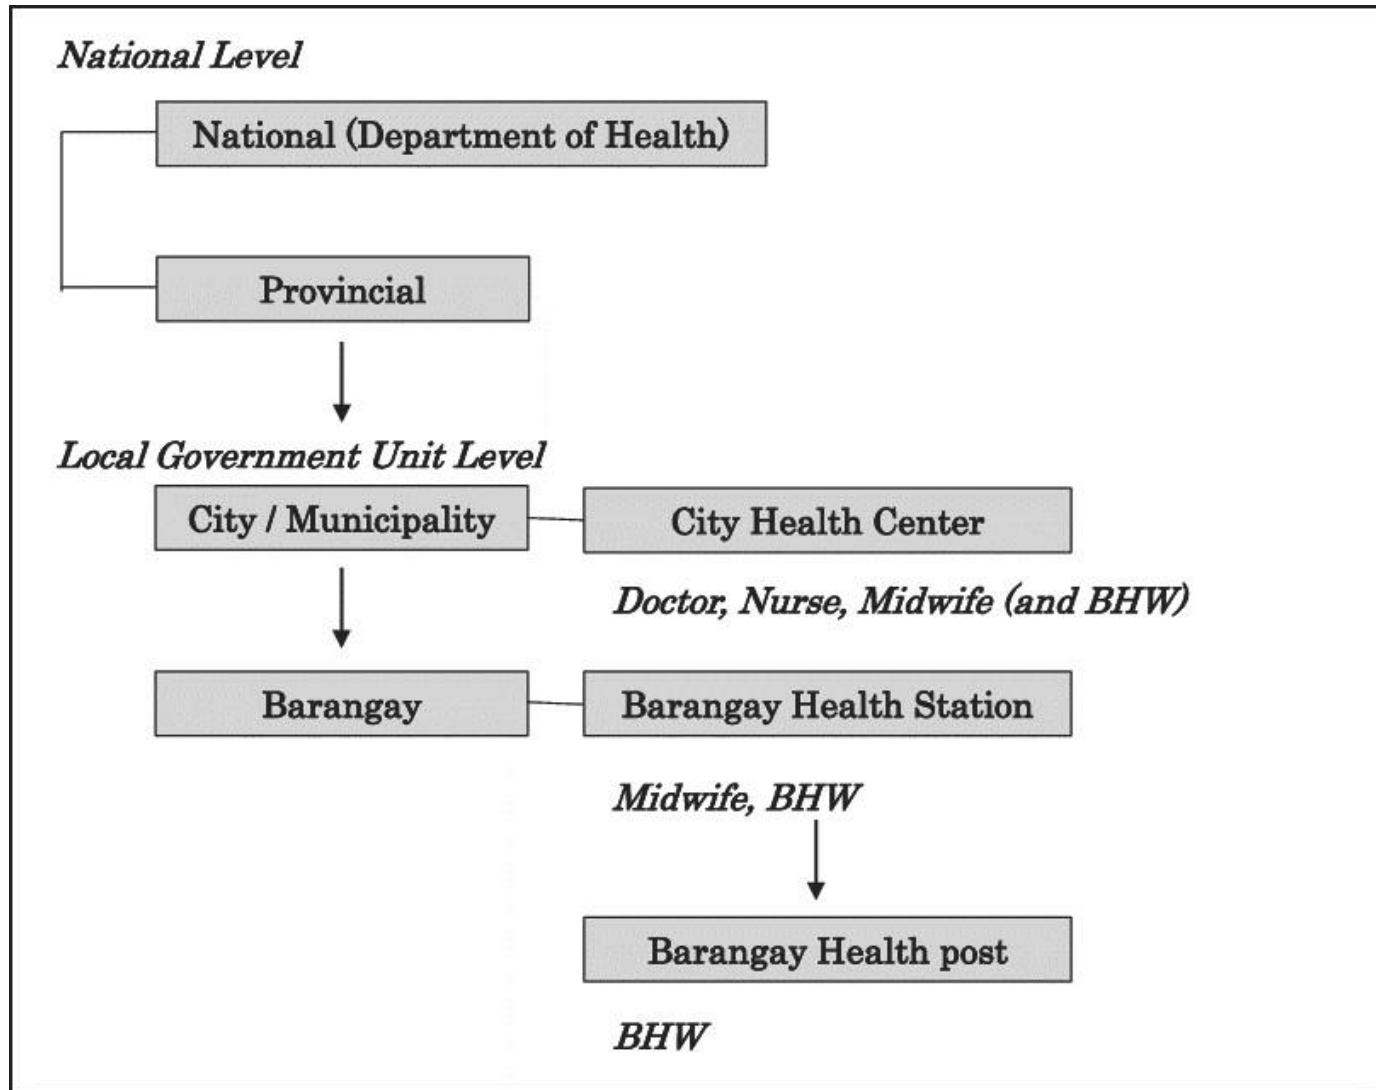 National Level
National (Department of Health)
Provincial
Local Government Unit Level
City / Municipality
City Health Center
Doctor, Nurse, Midwife (and BHW)
Barangay
Barangay Health Station
Midwife, BHW
Barangay Health post
BHW